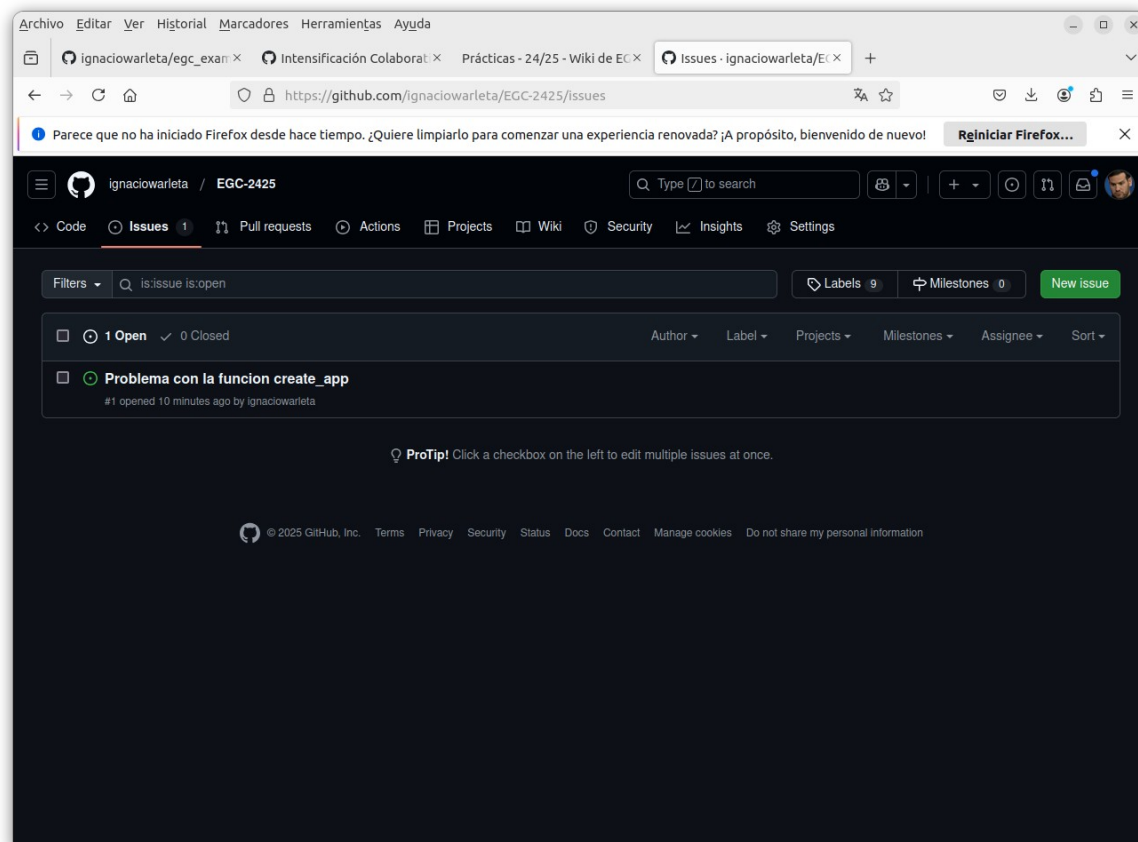 Archivo Editar Ver Historial Marcadores Herramientas Ayuda
ignaciowarleta/egc_exam Intensificación Colaborati Prácticas - 24/25 - Wiki de EGC Issues · ignaciowarleta/EG
https://github.com/ignaciowarleta/EGC-2425/issues
Parece que no ha iniciado Firefox desde hace tiempo. ¿Quiere limpiarlo para comenzar una experiencia renovada? ¡A propósito, bienvenido de nuevo! Reiniciar Firefox...
ignaciowarleta / EGC-2425 Type / to search
Code Issues 1 Pull requests Actions Projects Wiki Security Insights Settings
Filters is:issue is:open Labels 9 Milestones 0 New issue
1 Open 0 Closed Author Label Projects Milestones Assignee Sort
Problema con la funcion create_app
#1 opened 10 minutes ago by ignaciowarleta
ProTip! Click a checkbox on the left to edit multiple issues at once.
© 2025 GitHub, Inc. Terms Privacy Security Status Docs Contact Manage cookies Do not share my personal information